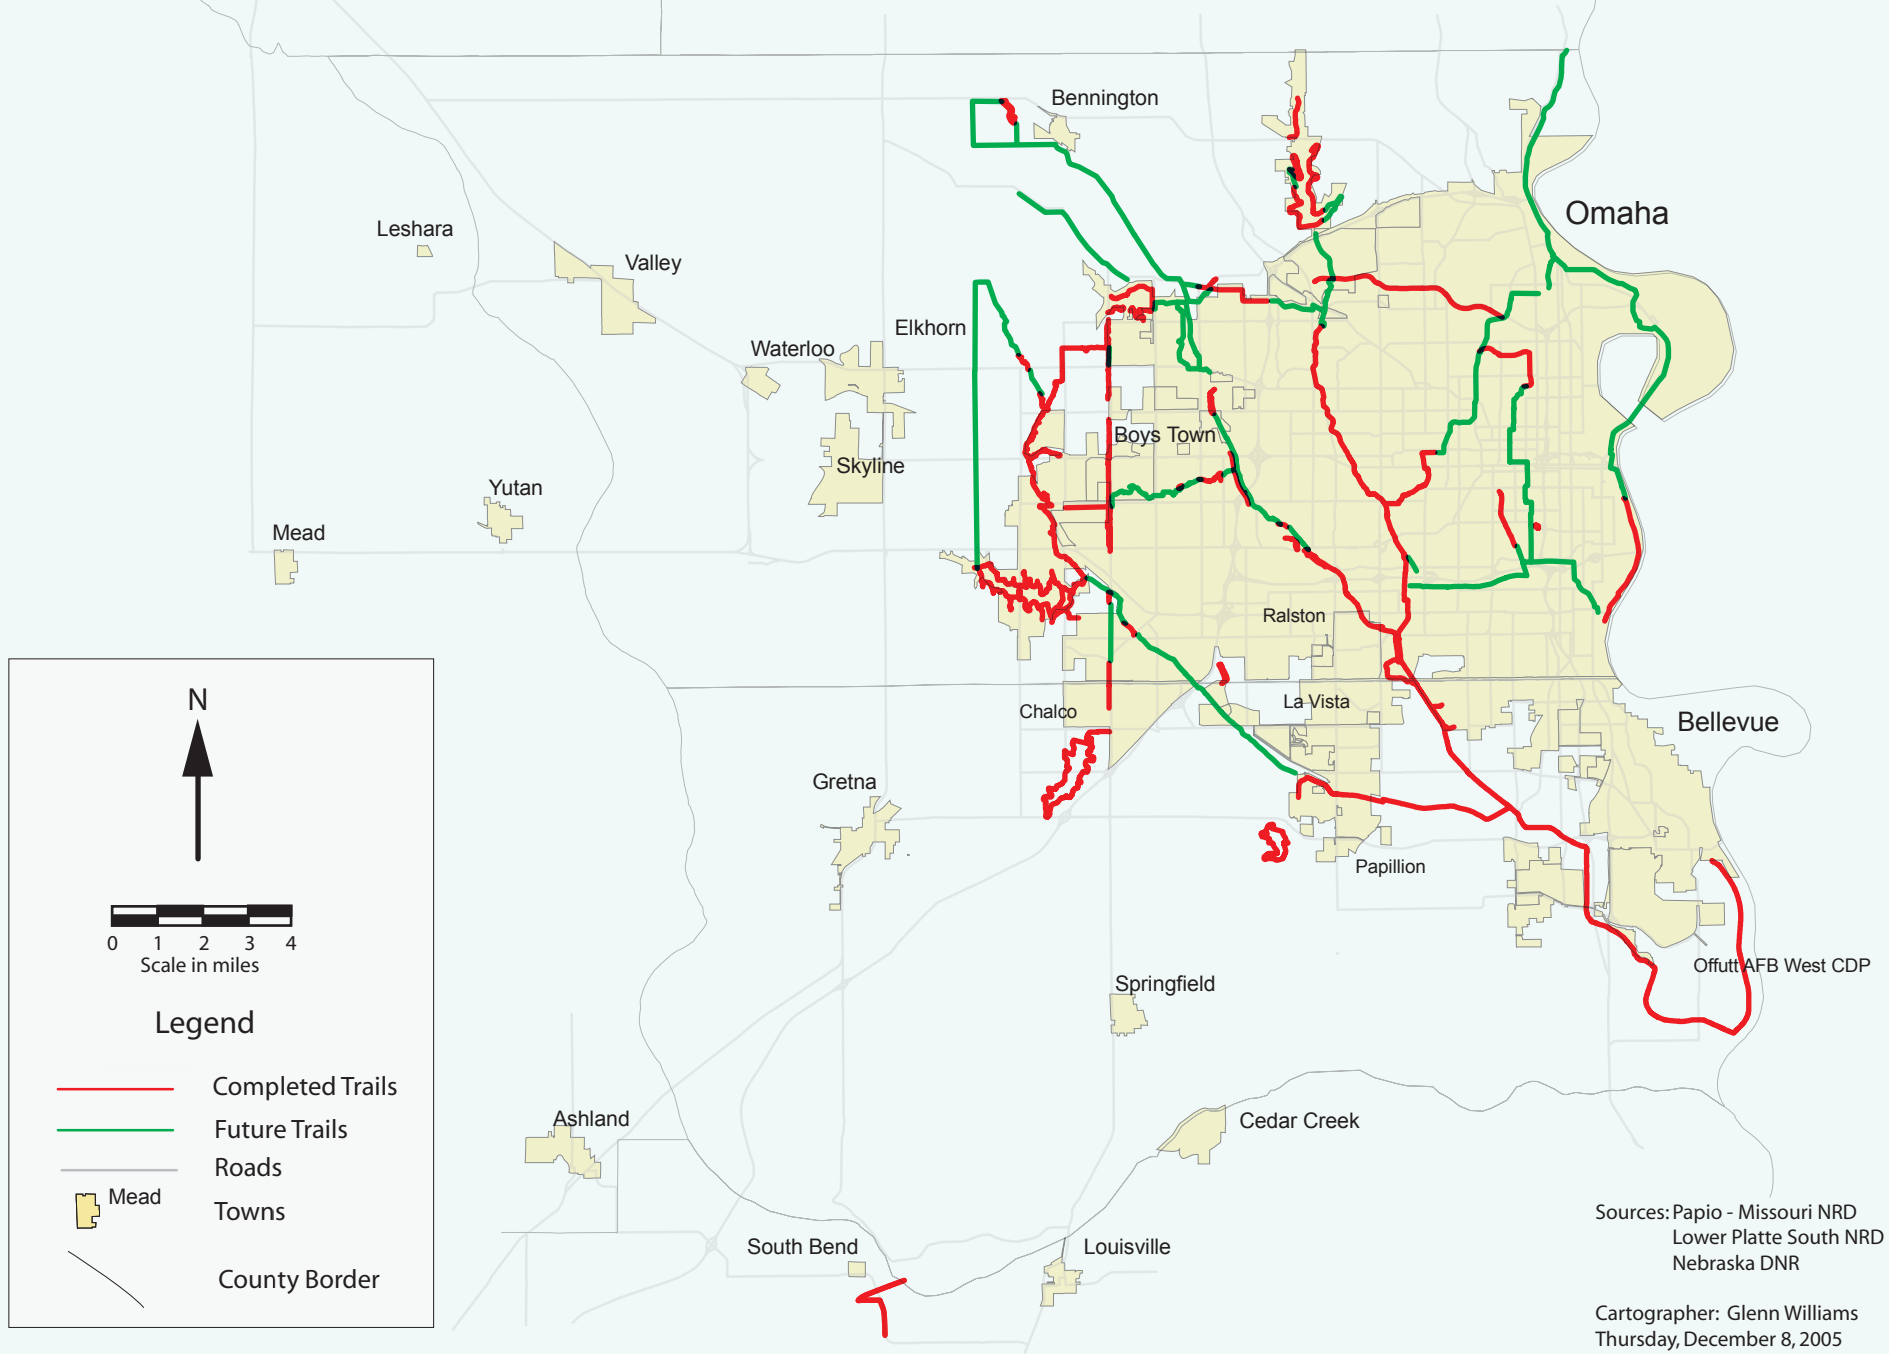 Bennington
Omaha
Leshara
Valley
Elkhorn
Waterloo
Boys Town
Skyline
Yutan
Mead
Ralston
La Vista
Chalco
Bellevue
Gretna
Papillion
Offutt AFB West CDP
Springfield
Cedar Creek
Ashland
South Bend
Louisville
N
0 1 2 3 4
Scale in miles
Legend
Completed Trails
Future Trails
Roads
Mead
Towns
County Border
Sources: Papio - Missouri NRD
Lower Platte South NRD
Nebraska DNR
Cartographer: Glenn Williams
Thursday, December 8, 2005